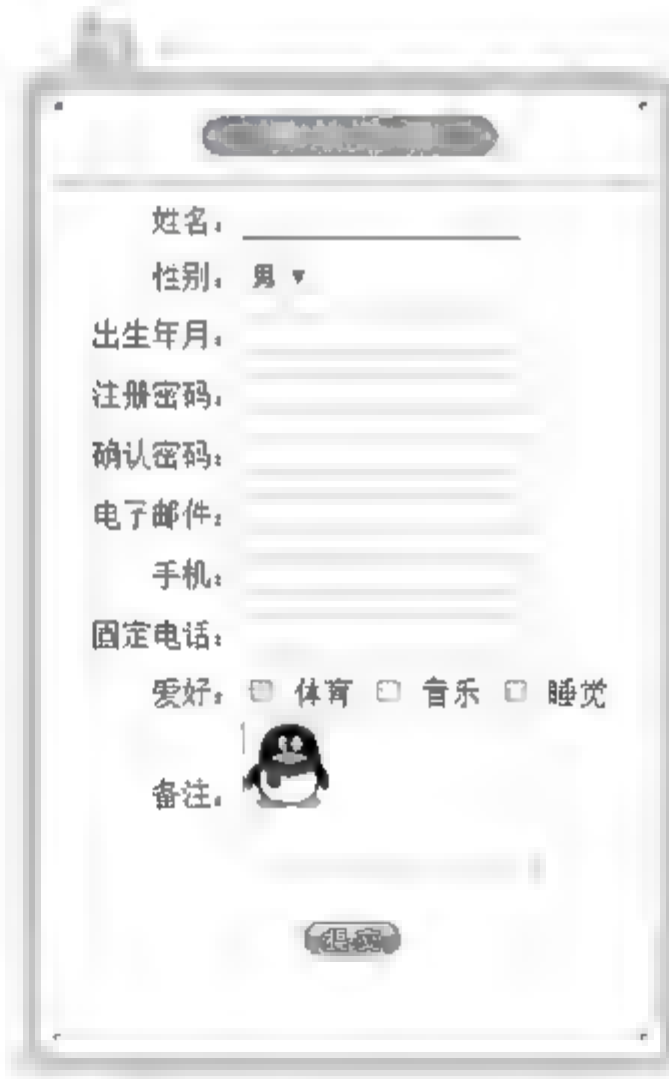 姓名：
性别： 男
出生年月：
注册密码：
确认密码：
电子邮件：
手机：
固定电话：
爱好： 体育 音乐 睡觉
备注：
提交